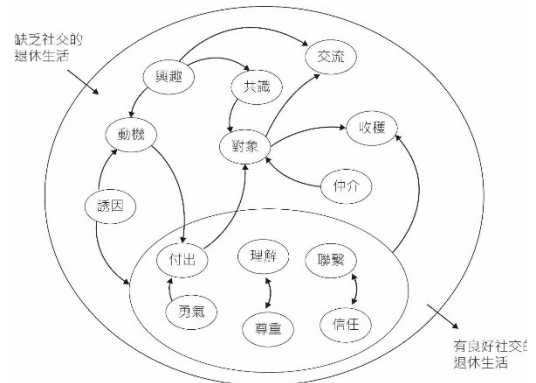 缺乏社交的
退休生活
交流
興趣
共識
動機
對象
收穫
仲介
誘因
付出
理解
聯繫
勇氣
尊重
信任
有良好社交的
退休生活